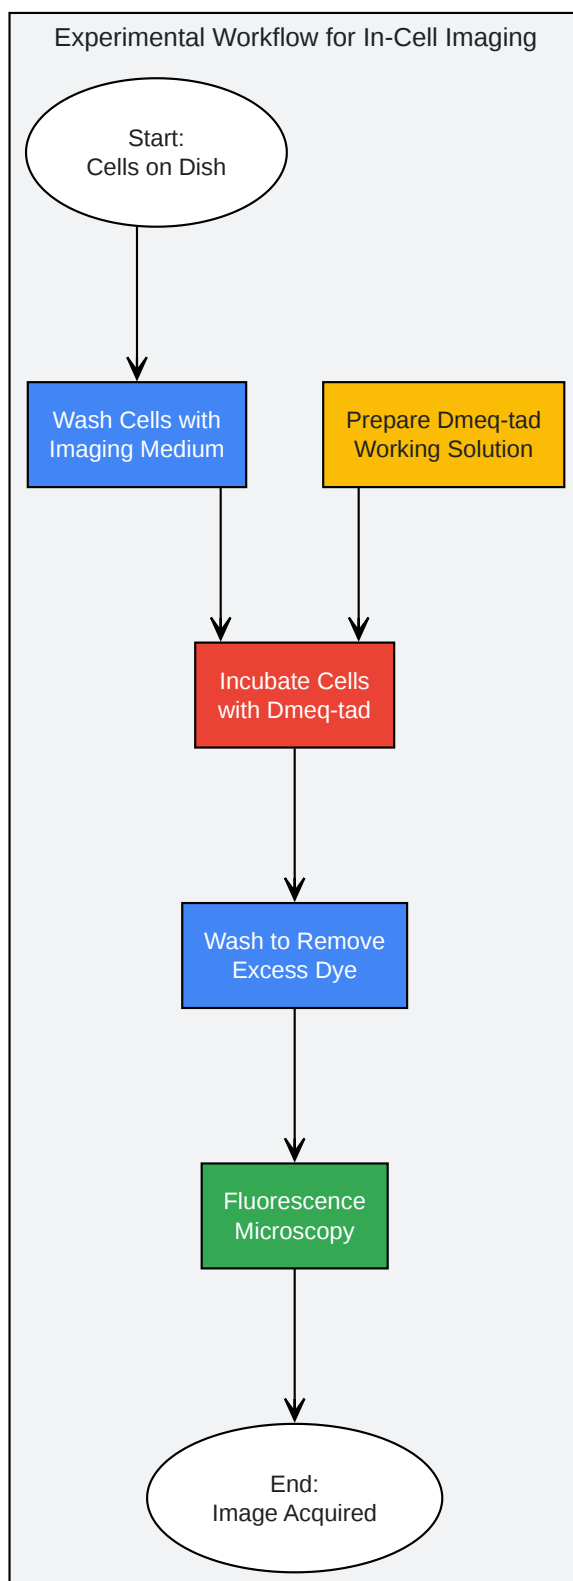 Experimental Workflow for In-Cell Imaging
Start:
Cells on Dish
Wash Cells with
Imaging Medium
Prepare Dmeq-tad
Working Solution
Incubate Cells
with Dmeq-tad
Wash to Remove
Excess Dye
Fluorescence
Microscopy
End:
Image Acquired